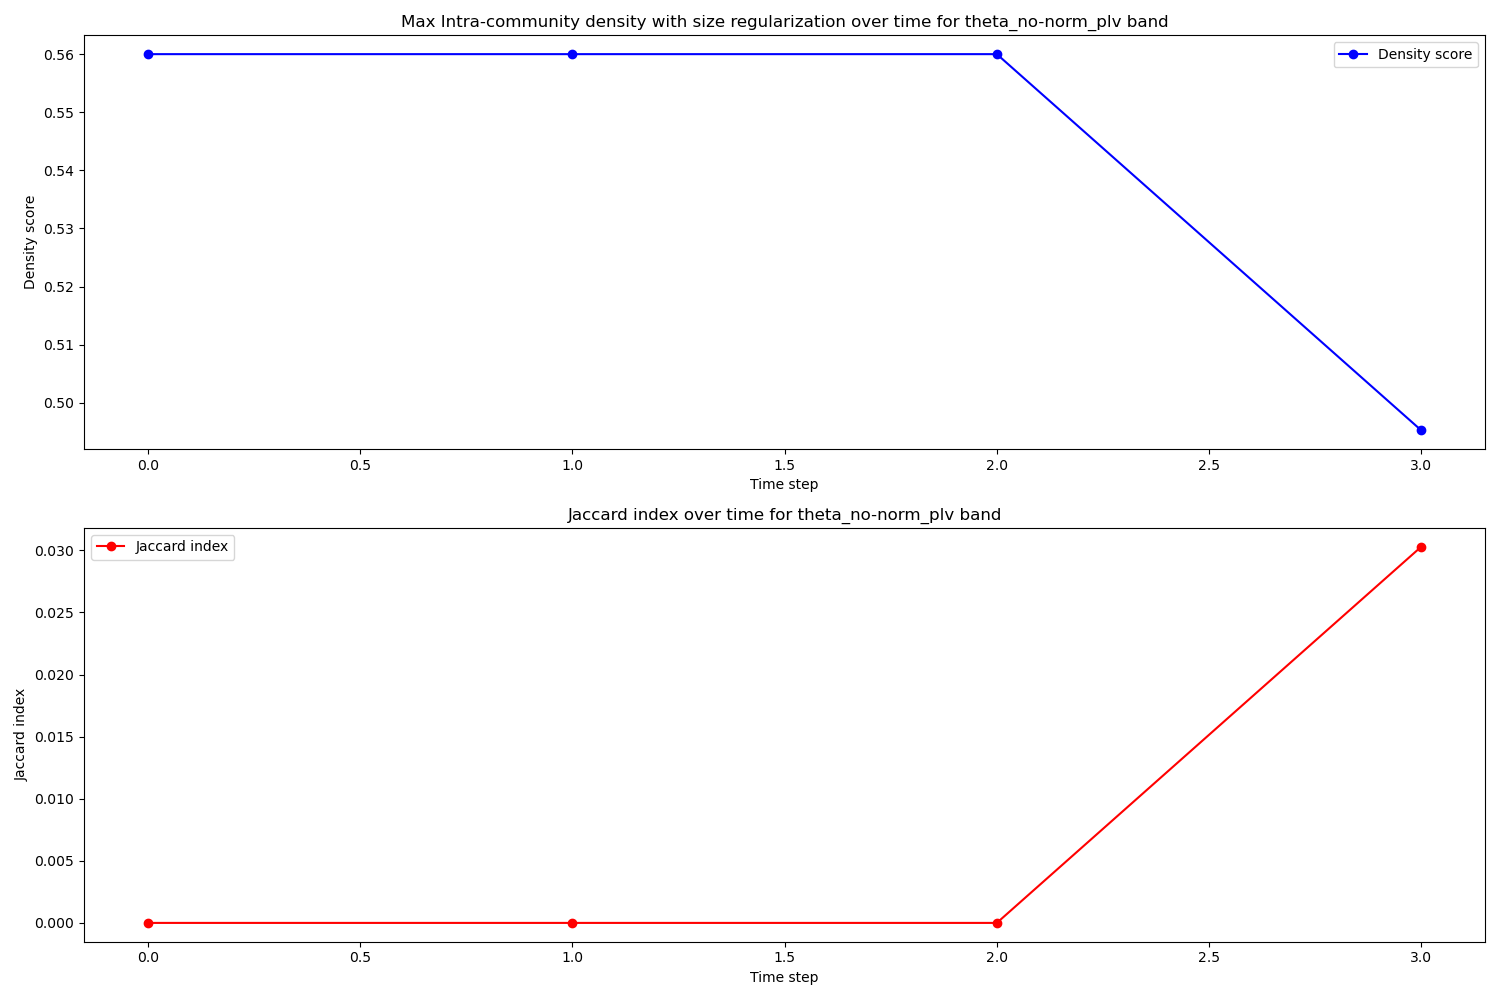 Max Intra-community density with size regularization over time for theta_no-norm_plv band
Density score
0.56
0.55
0.54
0.53
0.52
0.51
0.50
Density score
0.0 0.5 1.0 1.5 2.0 2.5 3.0
Time step
Jaccard index over time for theta_no-norm_plv band
Jaccard index
0.030
0.025
0.020
0.015
0.010
0.005
0.000
Jaccard index
0.0 0.5 1.0 1.5 2.0 2.5 3.0
Time step